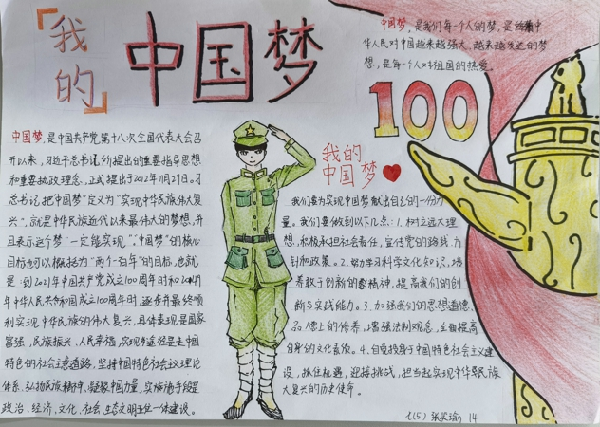 我的
中国梦
中国梦，是我们每一个人的梦，是
华人民对中国越来越强大、越来越发达的梦
想，是每一个人对祖国的热爱。
100
我的
中国梦
中国梦，是中国共产党第十八次全国代表大会召
开以来，习近平总书记所提出的重要指导思想
和重要执政理念，正式提出于2012年11月29日。习
总书记把“中国梦”定义为“实现中华民族伟大复
兴”，就是中华民族近代以来最伟大的梦想，并
且表示这个梦“一定能实现”。“中国梦”的核心
目标也可以概括为“两个一百年”的目标，也就
是：到2021年中国共产党成立100周年时和2049
年中华人民共和国成立100周年时，逐步并最终顺
利实现中华民族的伟大复兴，具体表现是国家
富强，民族振兴，人民幸福，实现途径是走中国
特色的社会主义道路，坚持中国特色社会主义理论
体系，弘扬民族精神，凝聚中国力量，实施手段是
政治、经济、文化、社会、生态文明五位一体建设。
我们要为实现中国梦献出自己的一份力
量。我们要做到以下几点：1.树立远大理
想，积极承担社会责任，宣传党的路线、方
针和政策。2.努力学习科学文化知识，培
养敢于创新的精神，提高我们的创
新与实践能力。3.加强我们的思想道德、
品德上的修养，增强法制观念，全面提高
自身的文化素质。4.自觉投身于中国特色社会主义建
设，抓住机遇，迎接挑战，担当起实现中华民族
大复兴的历史使命。
七(5) 张 瑜 14